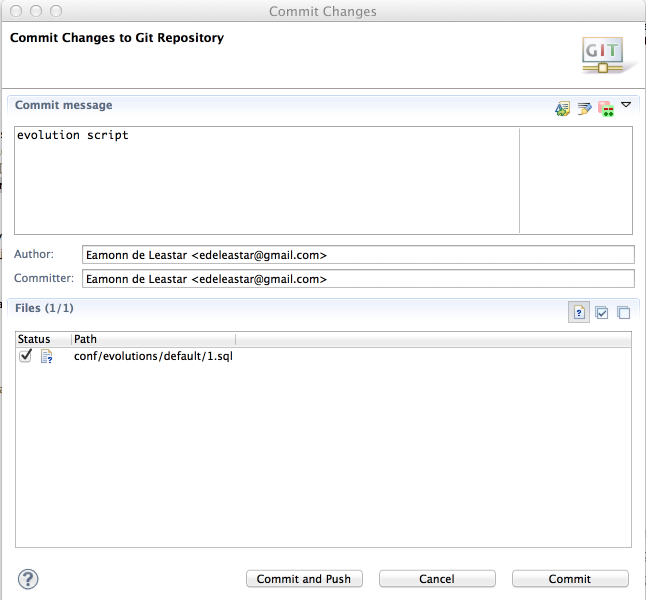 Commit Changes
Commit Changes to Git Repository
GIT
Commit message
evolution script
Author: Eamonn de Leastar <edeleastar@gmail.com>
Committer: Eamonn de Leastar <edeleastar@gmail.com>
Files (1/1)
Status Path
conf/evolutions/default/1.sql
Commit and Push Cancel Commit